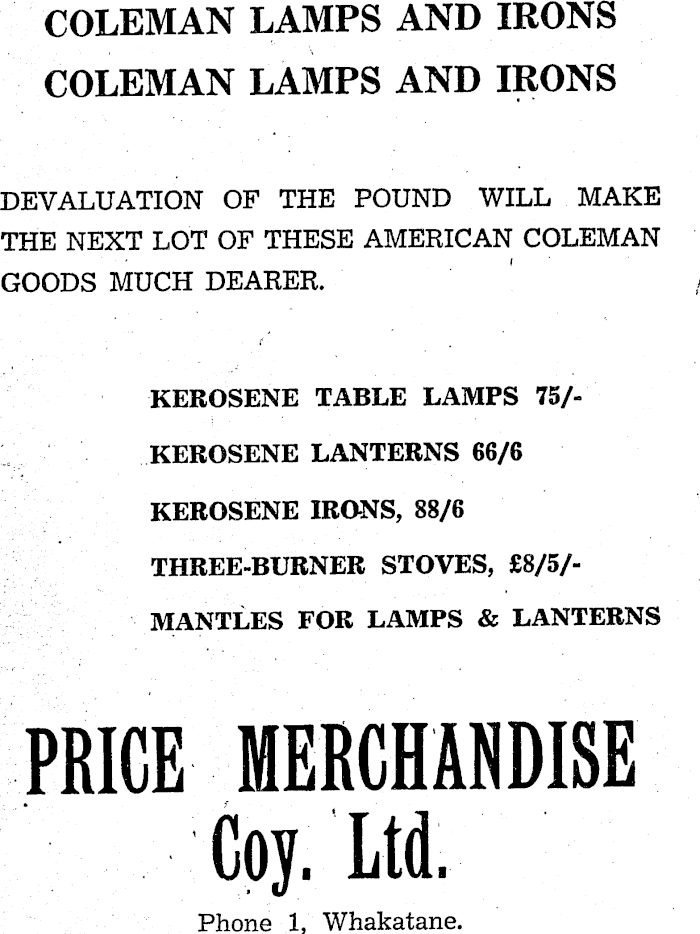 COLEMAN LAMPS AND IRONS
COLEMAN LAMPS AND IRONS
DEVALUATION OF THE POUND WILL MAKE
THE NEXT LOT OF THESE AMERICAN COLEMAN
GOODS MUCH DEARER.
KEROSENE TABLE LAMPS 75/-
KEROSENE LANTERNS 66/6
KEROSENE IRONS, 88/6
THREE-BURNER STOVES, £8/5/-
MANTLES FOR LAMPS & LANTERNS
PRICE MERCHANDISE
Coy. Ltd.
Phone 1, Whakatane.